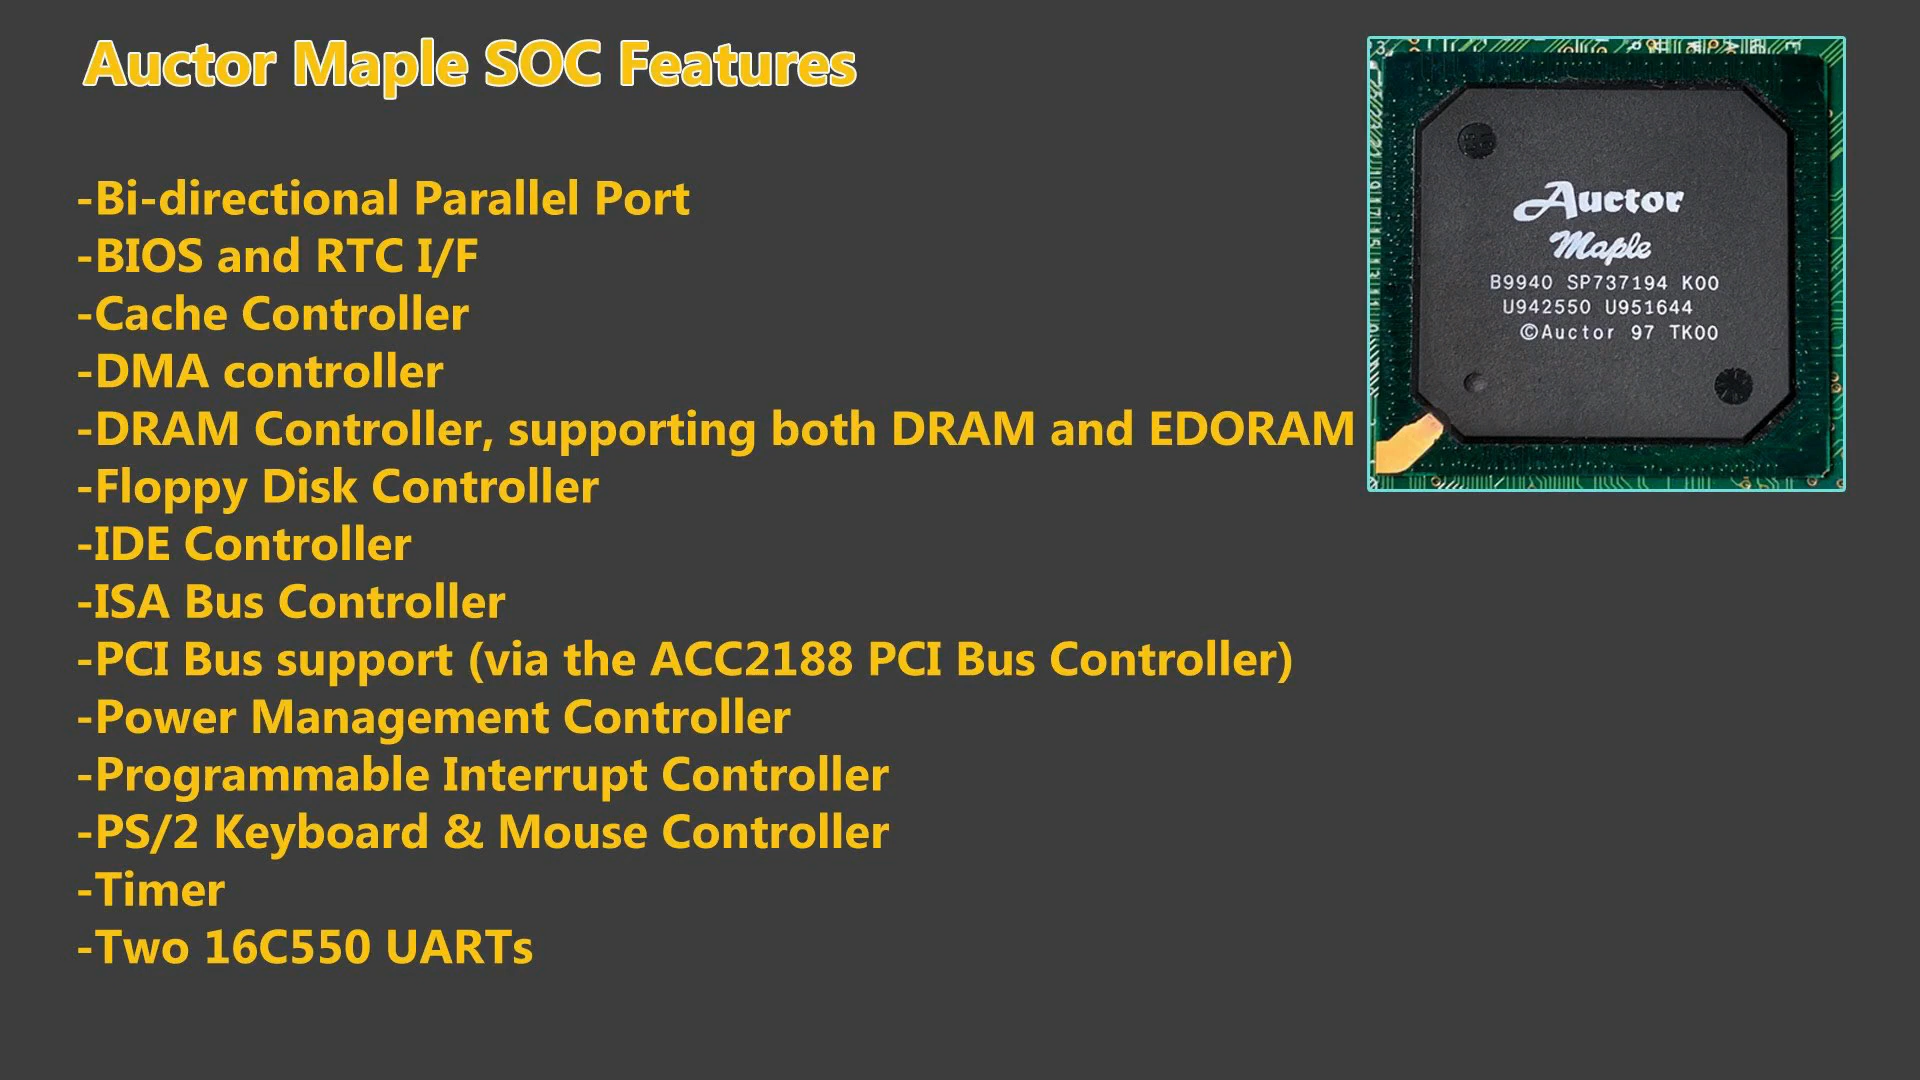 Auctor Maple SOC Features
-Bi-directional Parallel Port
-BIOS and RTC I/F
-Cache Controller
-DMA controller
-DRAM Controller, supporting both DRAM and EDORAM
-Floppy Disk Controller
-IDE Controller
-ISA Bus Controller
-PCI Bus support (via the ACC2188 PCI Bus Controller)
-Power Management Controller
-Programmable Interrupt Controller
-PS/2 Keyboard & Mouse Controller
-Timer
-Two 16C550 UARTs
Auctor
Maple
B9940 SP737194 K00
U942550 U951644
©Auctor 97 TK00